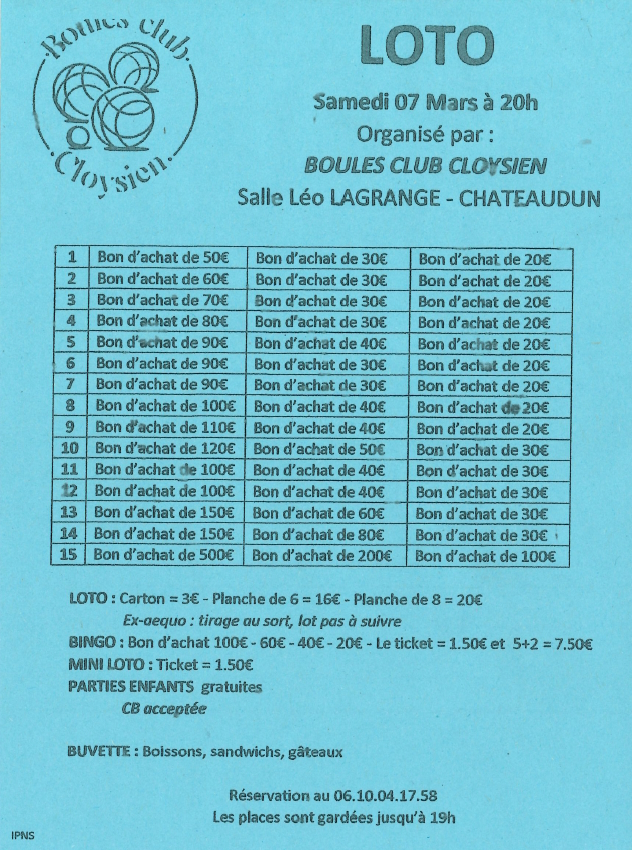 Boules club
Cloysien
LOTO
Samedi 07 Mars à 20h
Organisé par :
BOULES CLUB CLOYSIEN
Salle Léo LAGRANGE - CHATEAUDUN
1 Bon d'achat de 50€ Bon d'achat de 30€ Bon d'achat de 20€
2 Bon d'achat de 60€ Bon d'achat de 30€ Bon d'achat de 20€
3 Bon d'achat de 70€ Bon d'achat de 30€ Bon d'achat de 20€
4 Bon d'achat de 80€ Bon d'achat de 30€ Bon d'achat de 20€
5 Bon d'achat de 90€ Bon d'achat de 40€ Bon d'achat de 20€
6 Bon d'achat de 90€ Bon d'achat de 30€ Bon d'achat de 20€
7 Bon d'achat de 90€ Bon d'achat de 30€ Bon d'achat de 20€
8 Bon d'achat de 100€ Bon d'achat de 40€ Bon d'achat de 20€
9 Bon d'achat de 110€ Bon d'achat de 40€ Bon d'achat de 20€
10 Bon d'achat de 120€ Bon d'achat de 50€ Bon d'achat de 30€
11 Bon d'achat de 100€ Bon d'achat de 40€ Bon d'achat de 30€
12 Bon d'achat de 100€ Bon d'achat de 40€ Bon d'achat de 30€
13 Bon d'achat de 150€ Bon d'achat de 60€ Bon d'achat de 30€
14 Bon d'achat de 150€ Bon d'achat de 80€ Bon d'achat de 30€
15 Bon d'achat de 500€ Bon d'achat de 200€ Bon d'achat de 100€
LOTO : Carton = 3€ - Planche de 6 = 16€ - Planche de 8 = 20€
Ex-aequo : tirage au sort, lot pas à suivre
BINGO : Bon d'achat 100€ - 60€ - 40€ - 20€ - Le ticket = 1.50€ et 5+2 = 7.50€
MINI LOTO : Ticket = 1.50€
PARTIES ENFANTS gratuites
CB acceptée
BUVETTE : Boissons, sandwichs, gâteaux
Réservation au 06.10.04.17.58
Les places sont gardées jusqu'à 19h
IPNS